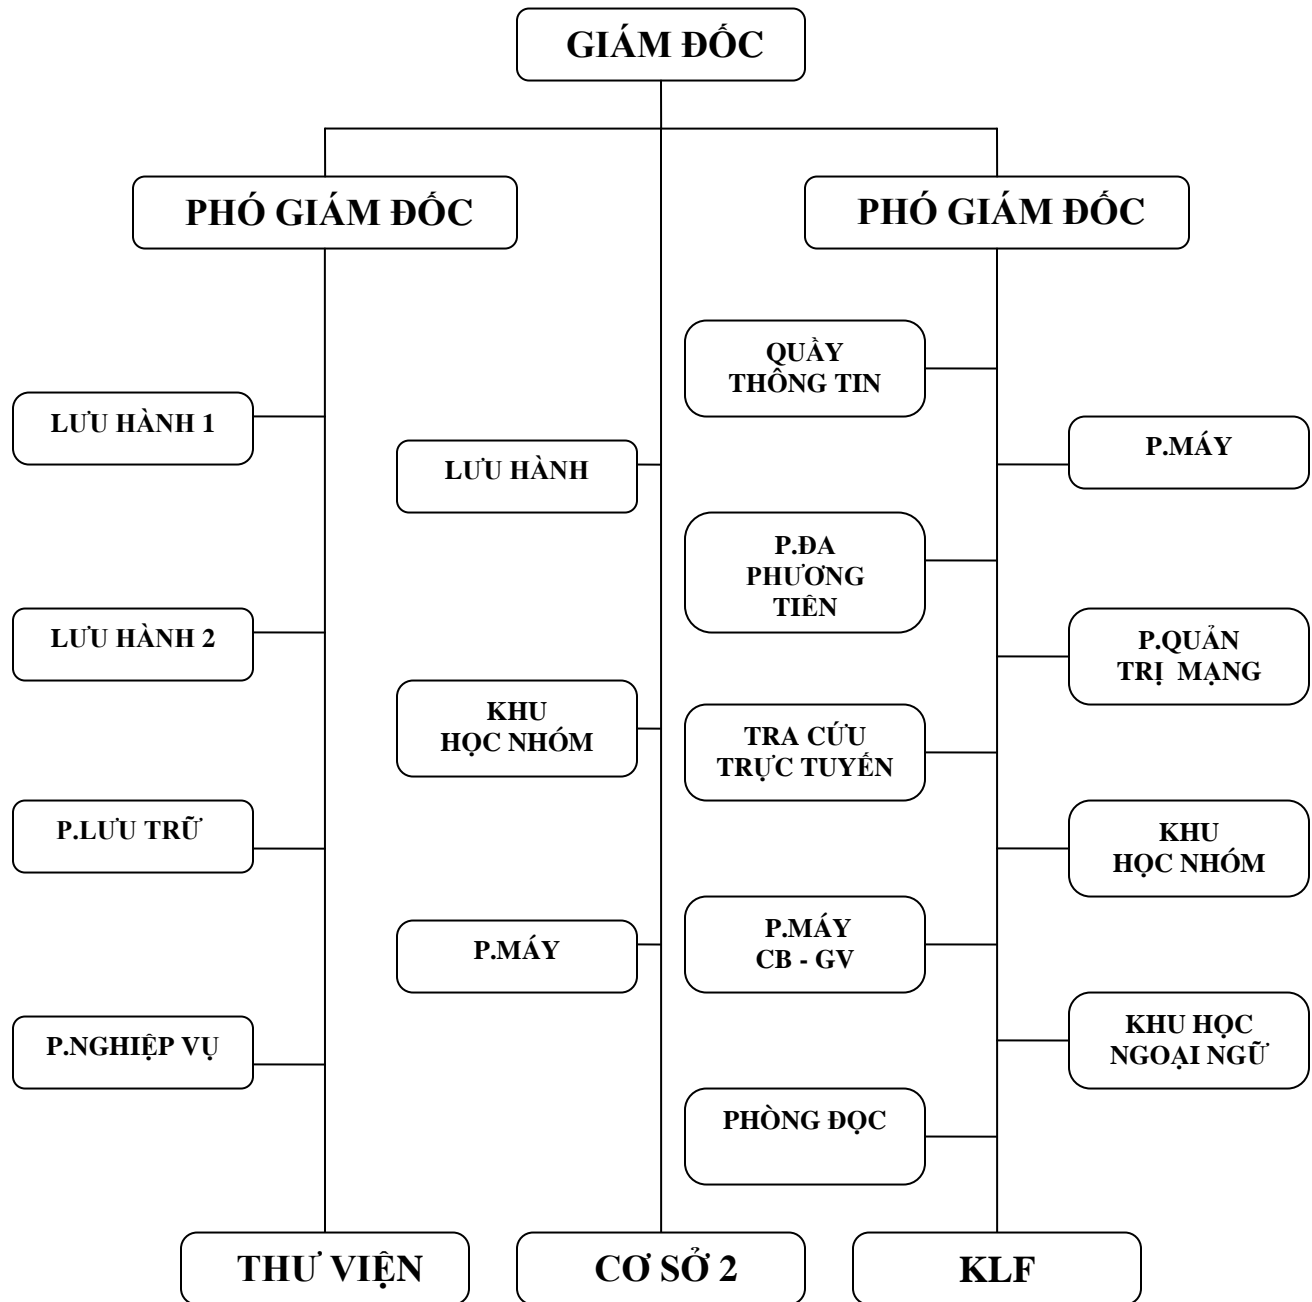 GIÁM ĐỐC
PHÓ GIÁM ĐỐC
PHÓ GIÁM ĐỐC
LƯU HÀNH 1
LƯU HÀNH 2
P.LƯU TRỮ
P.NGHIỆP VỤ
THƯ VIỆN
LƯU HÀNH
KHU
HỌC NHÓM
P.MÁY
CƠ SỞ 2
QUẦY
THÔNG TIN
P.ĐA
PHƯƠNG
TIÊN
TRA CỨU
TRỰC TUYẾN
P.MÁY
CB - GV
PHÒNG ĐỌC
P.MÁY
P.QUẢN
TRỊ MẠNG
KHU
HỌC NHÓM
KHU HỌC
NGOẠI NGỮ
KLF